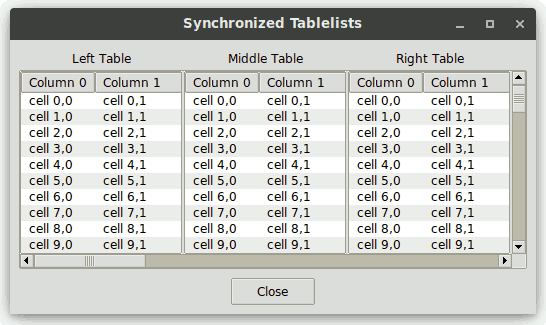 Synchronized Tablelists
Left Table Middle Table Right Table
Column 0 Column 1 Column 0 Column 1 Column 0 Column 1
cell 0,0 cell 0,1 cell 0,0 cell 0,1 cell 0,0 cell 0,1
cell 1,0 cell 1,1 cell 1,0 cell 1,1 cell 1,0 cell 1,1
cell 2,0 cell 2,1 cell 2,0 cell 2,1 cell 2,0 cell 2,1
cell 3,0 cell 3,1 cell 3,0 cell 3,1 cell 3,0 cell 3,1
cell 4,0 cell 4,1 cell 4,0 cell 4,1 cell 4,0 cell 4,1
cell 5,0 cell 5,1 cell 5,0 cell 5,1 cell 5,0 cell 5,1
cell 6,0 cell 6,1 cell 6,0 cell 6,1 cell 6,0 cell 6,1
cell 7,0 cell 7,1 cell 7,0 cell 7,1 cell 7,0 cell 7,1
cell 8,0 cell 8,1 cell 8,0 cell 8,1 cell 8,0 cell 8,1
cell 9,0 cell 9,1 cell 9,0 cell 9,1 cell 9,0 cell 9,1
Close